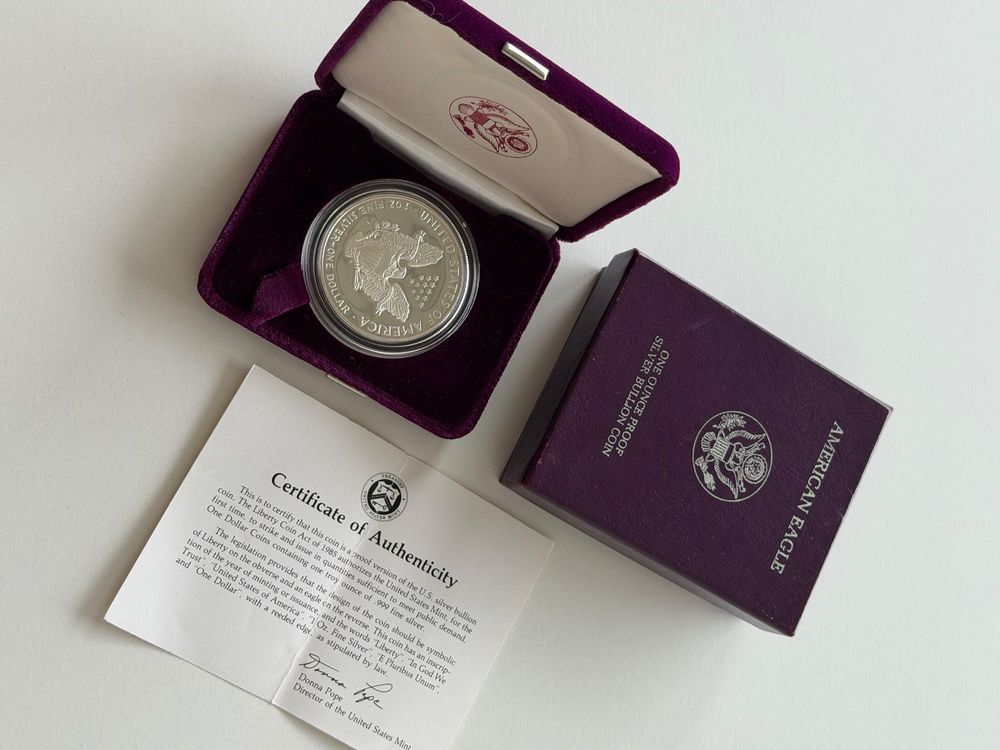 UNITED STATES OF AMERICA · 1 OZ. FINE SILVER~ONE DOLLAR ·
ONE OUNCE PROOF
SILVER BULLION COIN
AMERICAN EAGLE
Certificate of Authenticity
This is to certify that this coin is a proof version of the U.S. silver bullion
coin. The Liberty Coin Act of 1985 authorizes the United States Mint, for the
first time, to strike and issue in quantities sufficient to meet public demand,
One Dollar Coins containing one troy ounce of .999 fine silver.
The legislation provides that the design of the coin should be symbolic
of Liberty on the obverse and an eagle on the reverse. This coin has an inscrip-
tion of the year of minting or issuance, and the words "Liberty", "In God We
Trust", "United States of America", "1 Oz. Fine Silver", "E Pluribus Unum",
and "One Dollar", with a reeded edge, as stipulated by law.
Donna Pope
Donna Pope
Director of the United States Mint